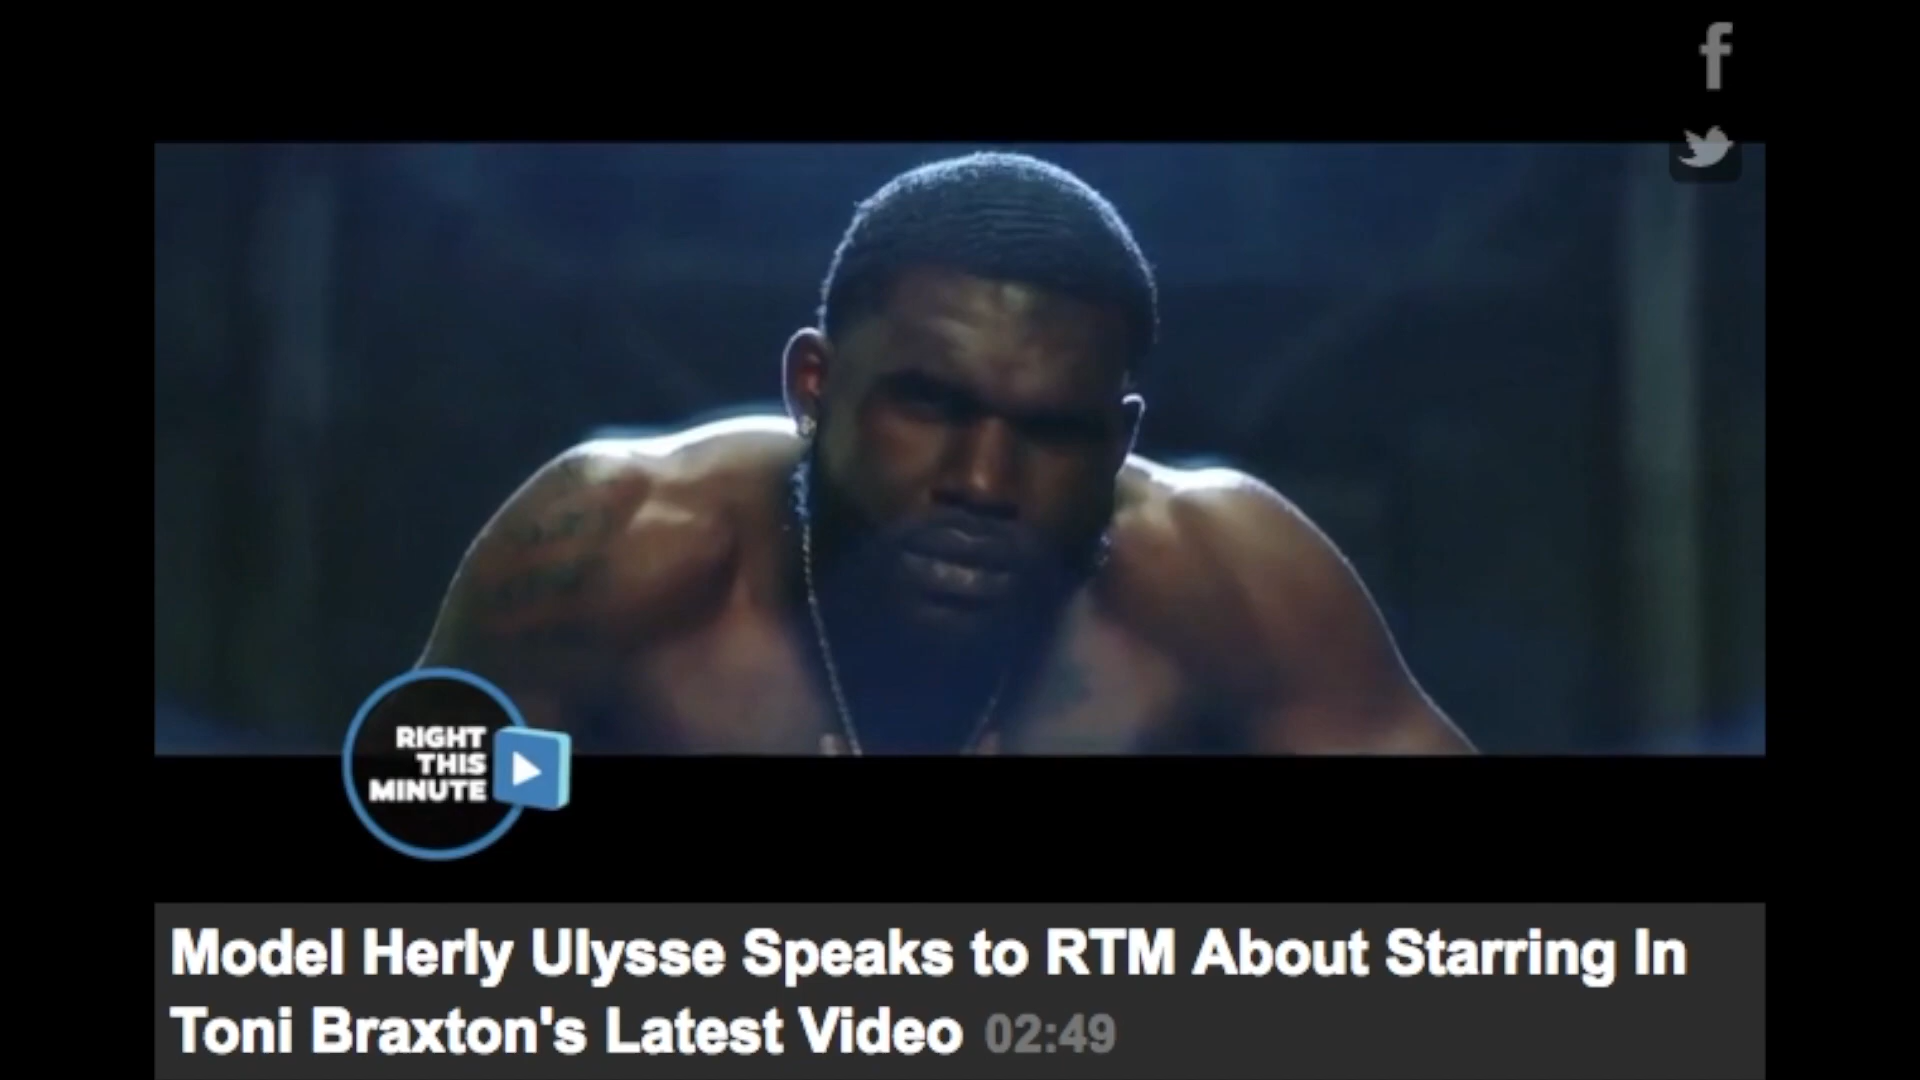 f
RIGHT
THIS
MINUTE
Model Herly Ulysse Speaks to RTM About Starring In
Toni Braxton's Latest Video 02:49